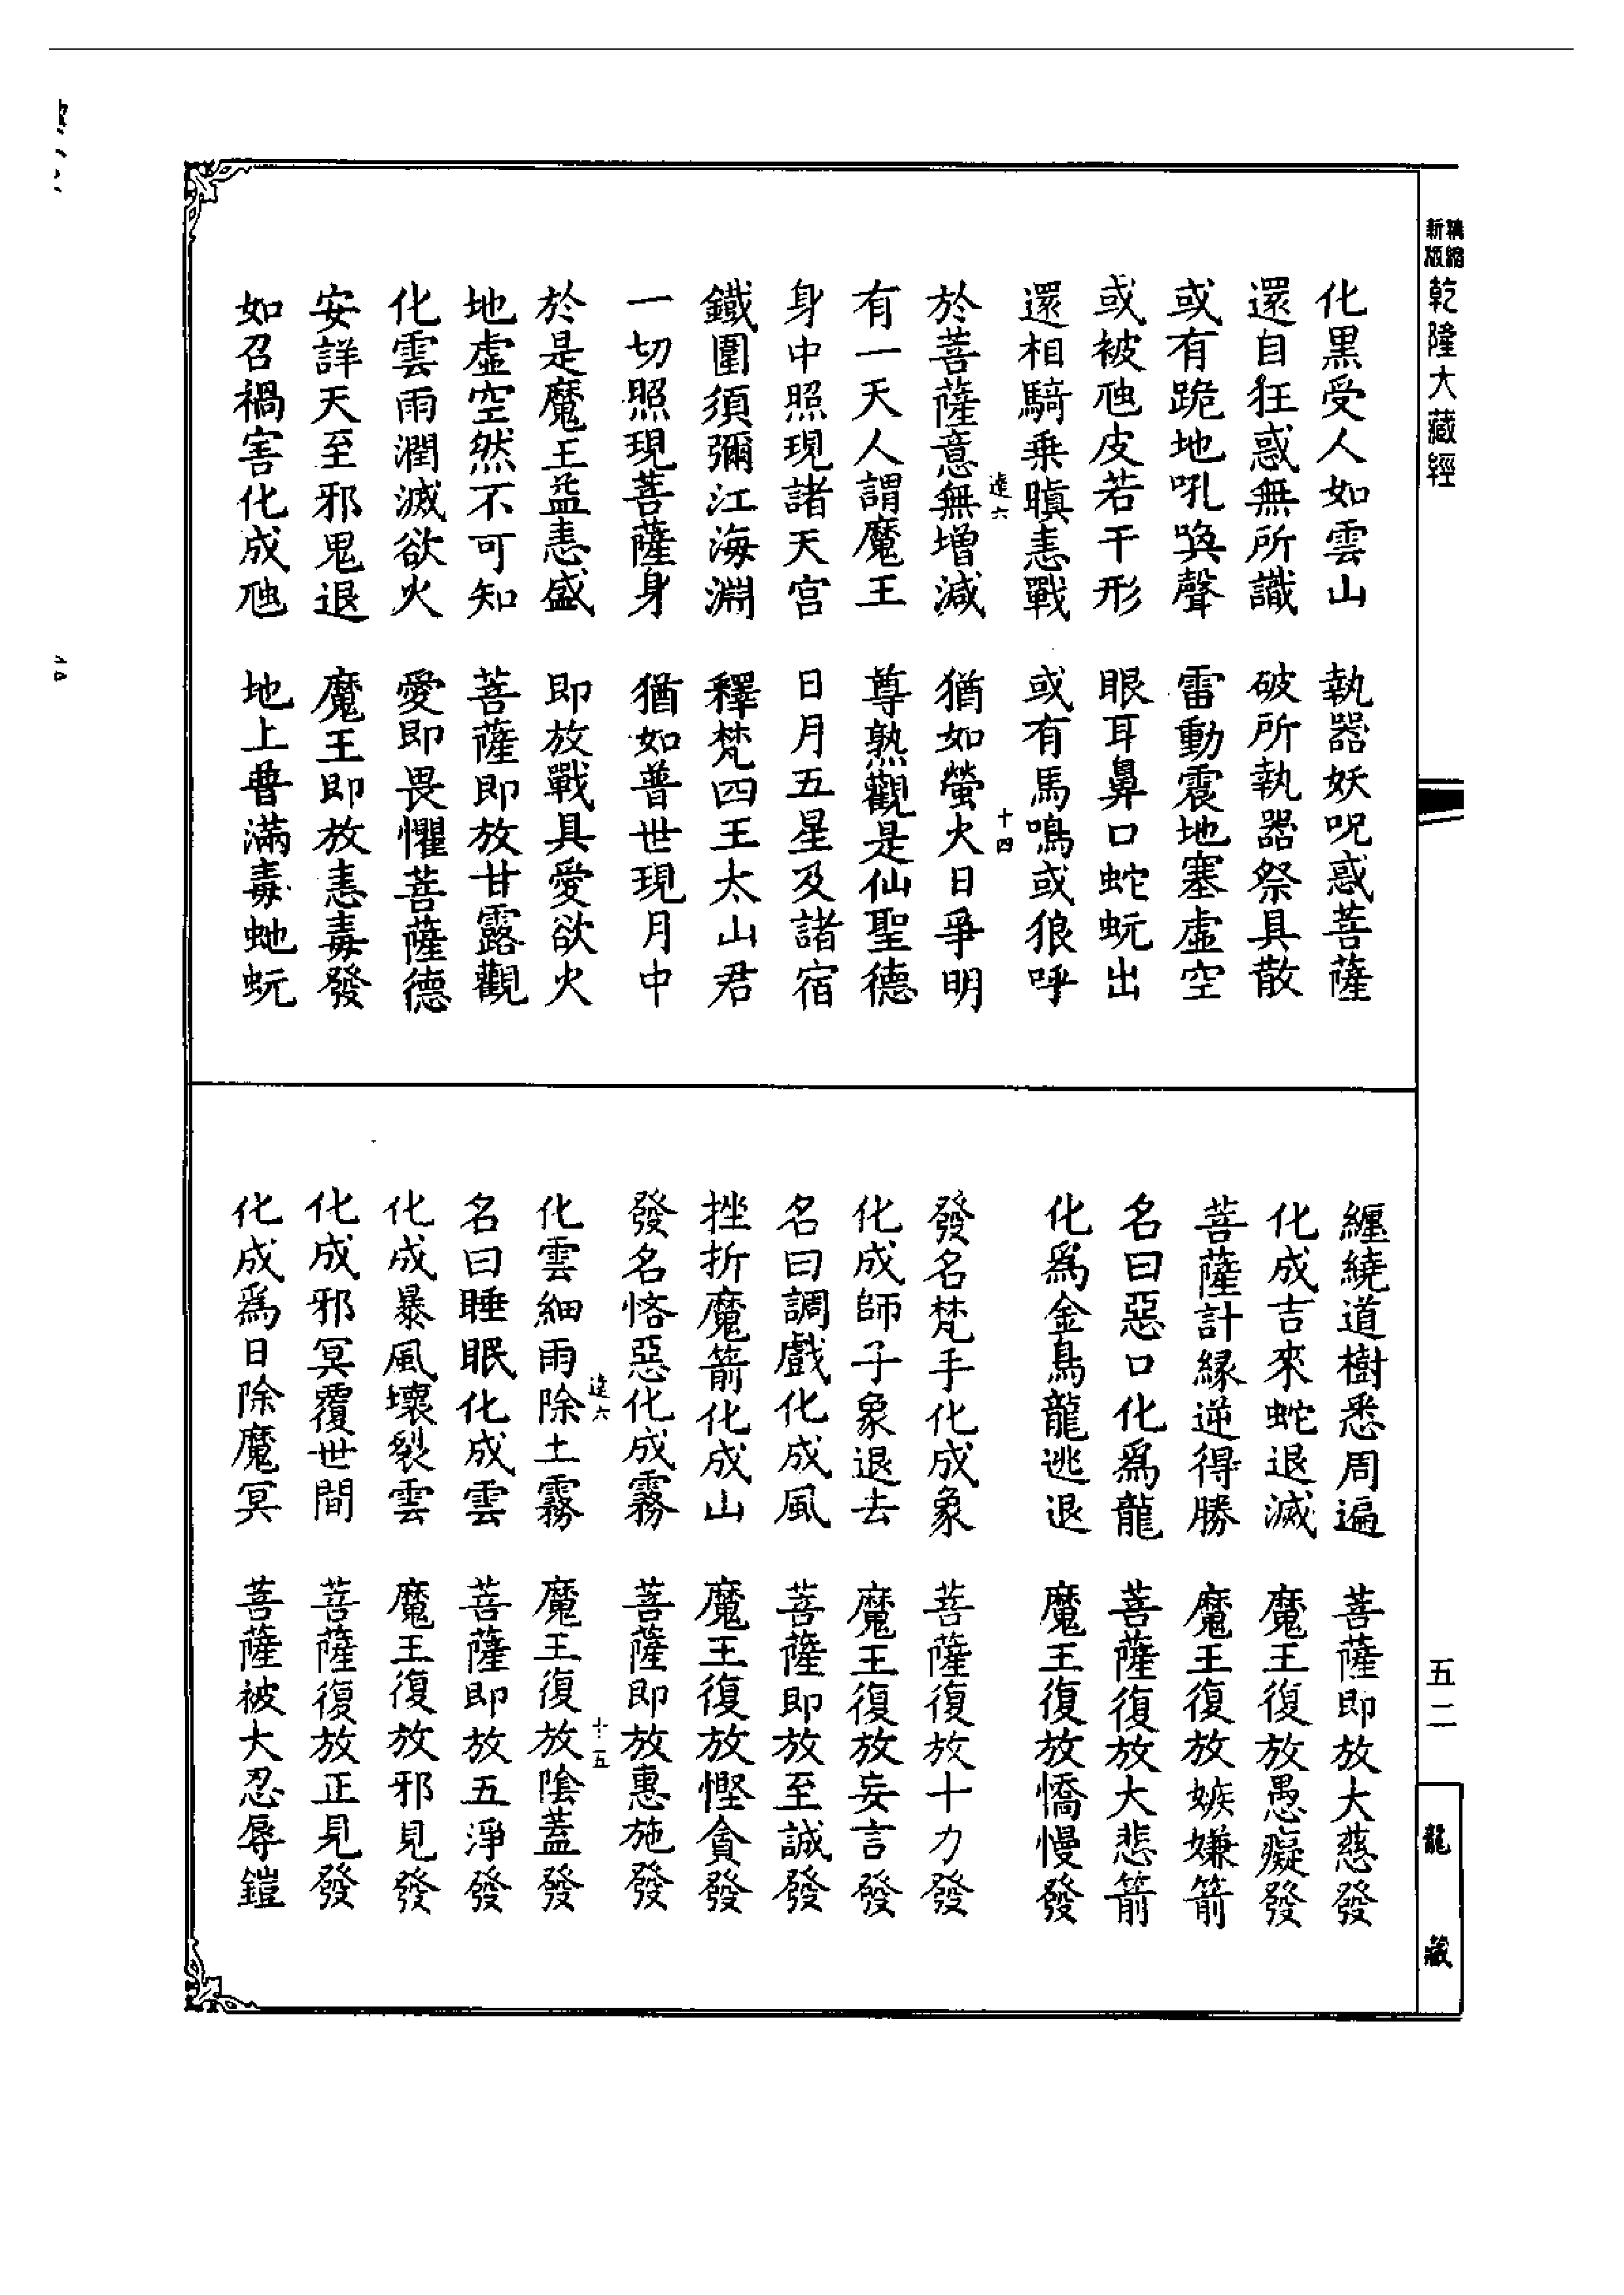 精縮新版乾隆大藏經
化黑受人如雲山 執器妖呪惑菩薩
還自狂惑無所識 破所執器祭具散
或有跪地吼㘁聲 雷動震地塞虛空
或被虵皮若干形 眼耳鼻口蛇蚖出
還相騎乗瞋恚戰 或有馬鳴或狼呼
逵六 十四
於菩薩意無增減 猶如螢火日爭明
有一天人謂魔王 尊熟觀是仙聖德
身中照現諸天宫 日月五星及諸宿
鐵圍須彌江海淵 釋梵四王太山君
一切照現菩薩身 猶如普世現月中
於是魔王益恚盛 即放戰具愛欲火
地虛空然不可知 菩薩即放甘露觀
化雲雨潤滅欲火 愛即畏懼菩薩德
安詳天至邪鬼退 魔王即放恚毒發
如召禍害化成虵 地上普滿毒虵蚖
纏繞道樹悉周遍 菩薩即放大慈發
化成吉來蛇退滅 魔王復放愚癡發
菩薩計緣逆得勝 魔王復放嫉嫌箭
名曰惡口化爲龍 菩薩復放大悲箭
化爲金鳥龍逃退 魔王復放憍慢發
發名梵手化成象 菩薩復放十力發
化成師子象退去 魔王復放妄言發
名曰調戲化成風 菩薩即放至誠發
挫折魔箭化成山 魔王復放慳貪發
發名悋惡化成霧 菩薩即放惠施發
逵六 十五
化雲細雨除土霧 魔王復放陰蓋發
名曰睡眠化成雲 菩薩即放五淨發
化成暴風壞裂雲 魔王復放邪見發
化成邪冥覆世間 菩薩復放正見發
化成爲日除魔冥 菩薩被大忍辱鎧
五二
龍藏